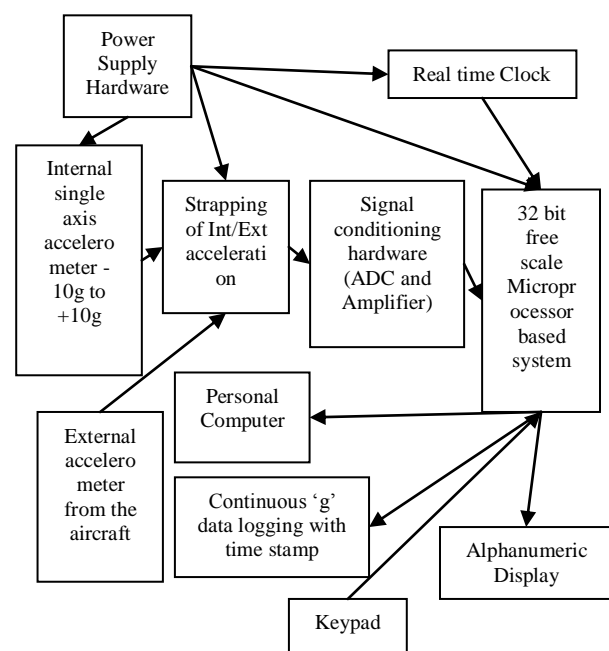 Power
Supply
Hardware
Real time Clock
Internal
single
axis
accelero
meter -
10g to
+10g
Strapping
of Int/Ext
accelerati
on
Signal
conditioning
hardware
(ADC and
Amplifier)
32 bit
free
scale
Micropr
ocessor
based
system
Personal
Computer
External
accelero
meter
from the
aircraft
Continuous ‘g’
data logging with
time stamp
Alphanumeric
Display
Keypad